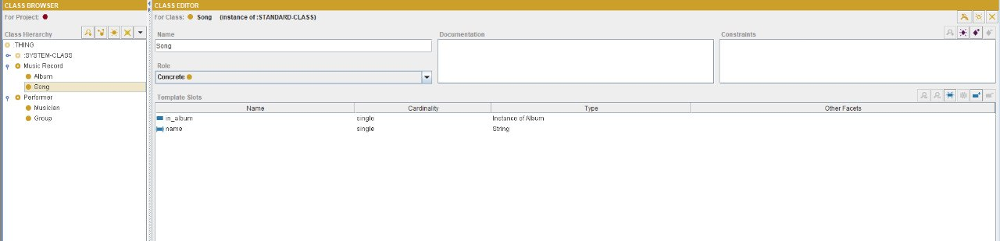 CLASS BROWSER
For Project:
Class Hierarchy
:THING
:SYSTEM-CLASS
Music Record
Album
Song
Performer
Musician
Group
CLASS EDITOR
For Class: Song (instance of :STANDARD-CLASS)
Name
Song
Role
Concrete
Documentation
Constraints
Template Slots
Name Cardinality Type Other Facets
in_album single Instance of Album
name single String